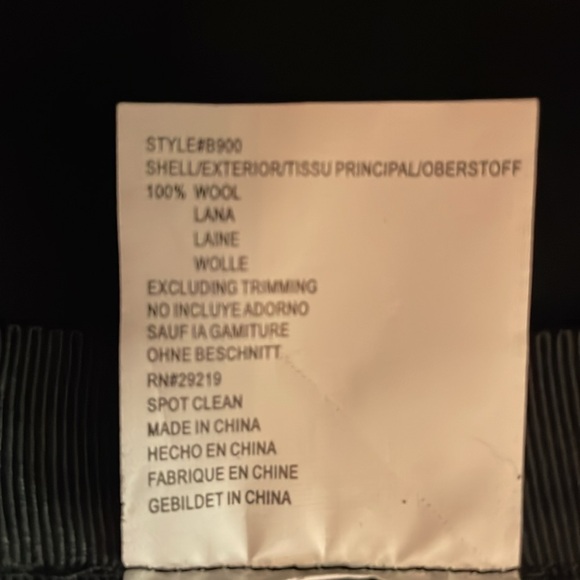 STYLE#B900
SHELL/EXTERIOR/TISSU PRINCIPAL/OBERSTOFF
100% WOOL
LANA
LAINE
WOLLE
EXCLUDING TRIMMING
NO INCLUYE ADORNO
SAUF IA GAMITURE
OHNE BESCHNITT
RN#29219
SPOT CLEAN
MADE IN CHINA
HECHO EN CHINA
FABRIQUE EN CHINE
GEBILDET IN CHINA